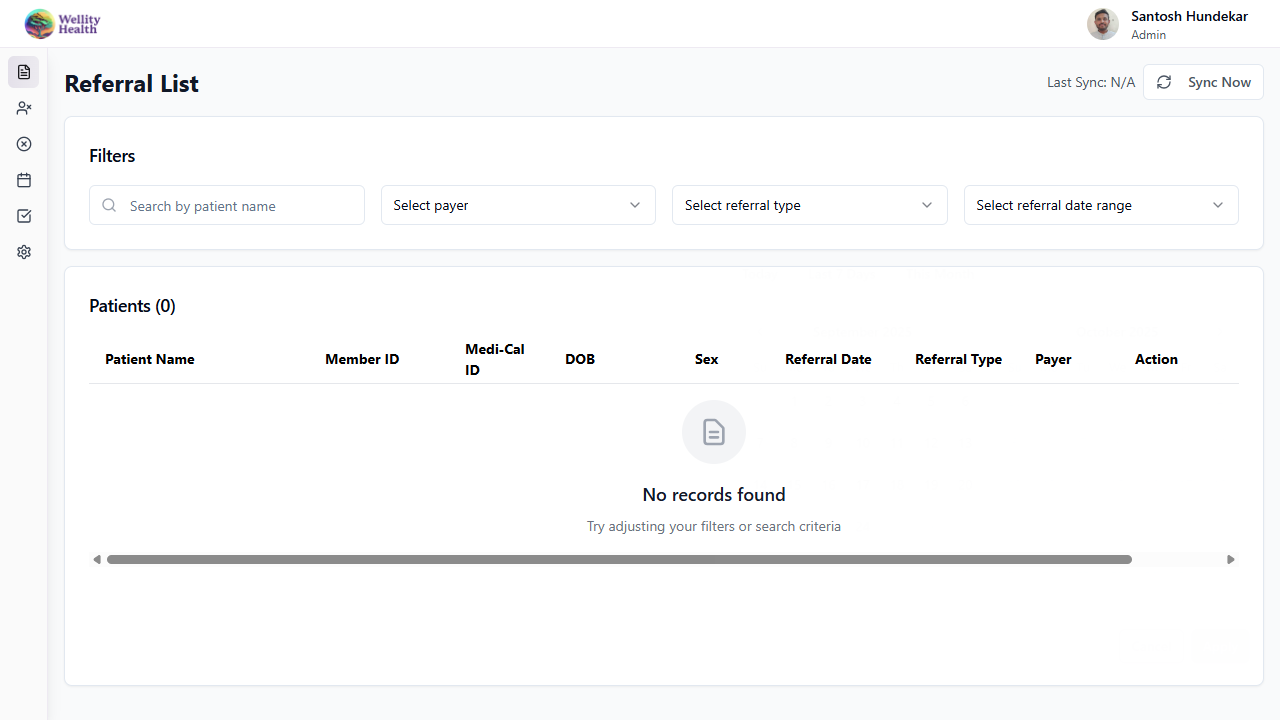 Wellity
Health
Santosh Hundekar
Admin
Referral List
Last Sync: N/A
Sync Now
Filters
Search by patient name
Select payer
Select referral type
Select referral date range
Patients (0)
Patient Name
Member ID
Medi-Cal
ID
DOB
Sex
Referral Date
Referral Type
Payer
Action
No records found
Try adjusting your filters or search criteria